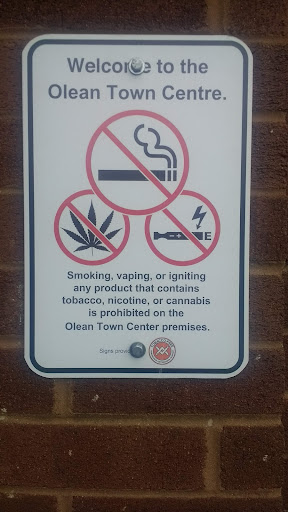 Welcome to the
Olean Town Centre.
E
Smoking, vaping, or igniting
any product that contains
tobacco, nicotine, or cannabis
is prohibited on the
Olean Town Center premises.
Signs